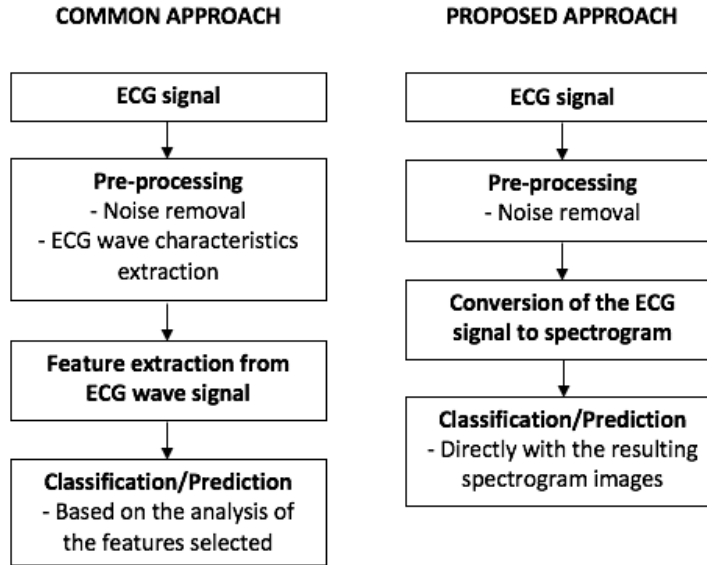 COMMON APPROACH
ECG signal
Pre-processing
- Noise removal
- ECG wave characteristics
extraction
Feature extraction from
ECG wave signal
Classification/Prediction
- Based on the analysis of
the features selected
PROPOSED APPROACH
ECG signal
Pre-processing
- Noise removal
Conversion of the ECG
signal to spectrogram
Classification/Prediction
- Directly with the resulting
spectrogram images